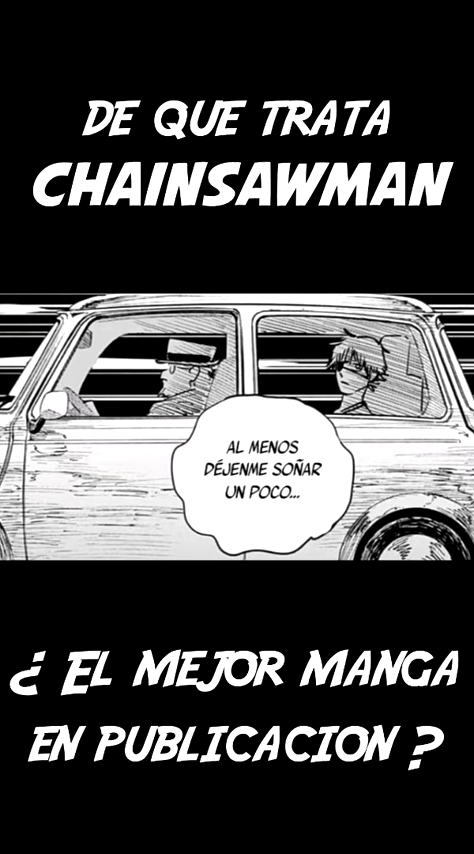 DE QUE TRATA
CHAINSAWMAN
AL MENOS
DÉJENME SOÑAR
UN POCO...
¿ EL MEJOR MANGA
EN PUBLICACION ?